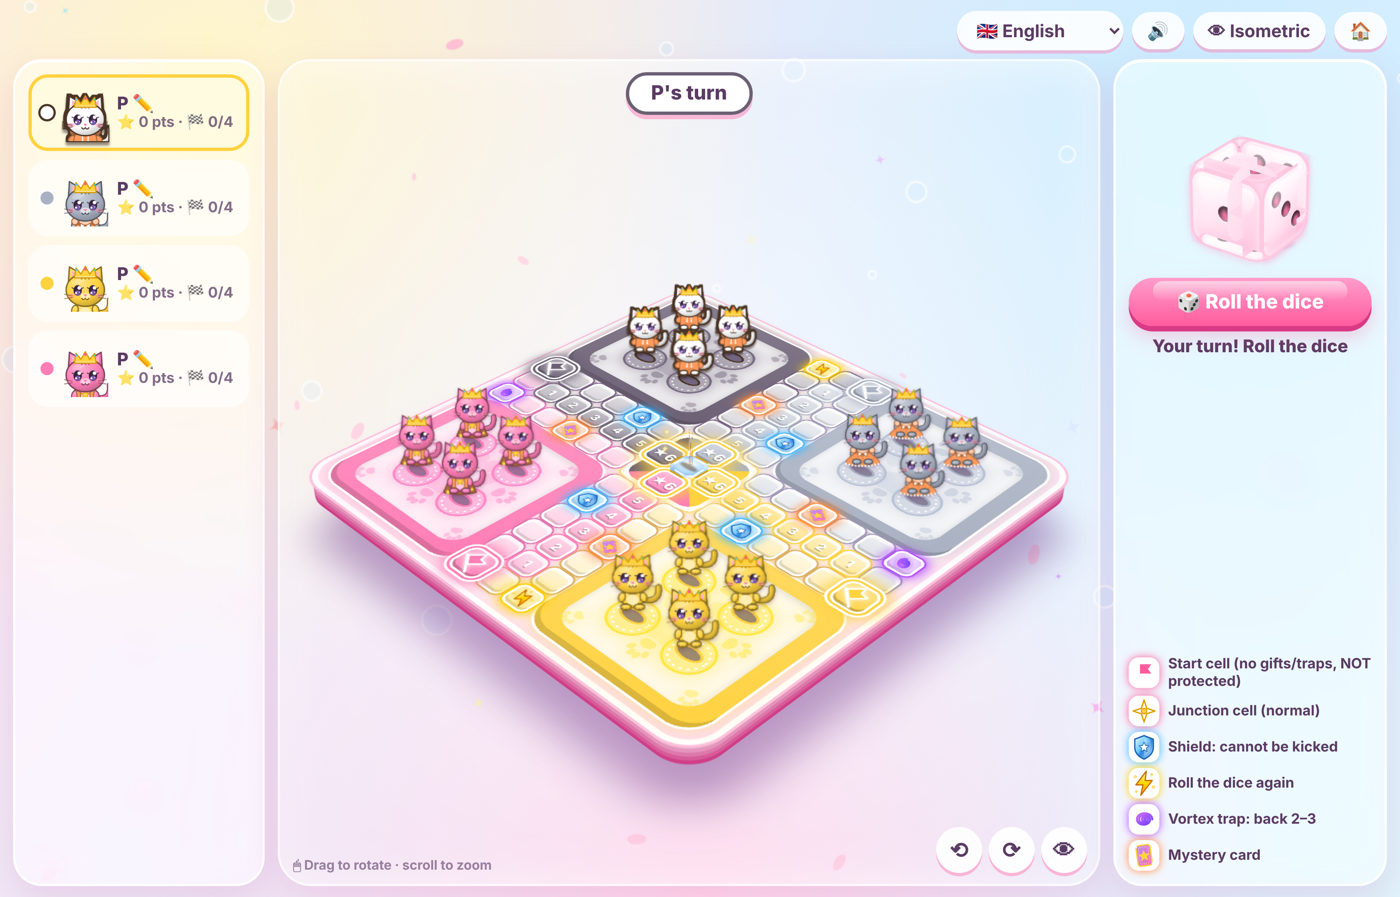 English
Isometric
P
0 pts · 0/4
P
0 pts · 0/4
P
0 pts · 0/4
P
0 pts · 0/4
P's turn
Drag to rotate · scroll to zoom
Roll the dice
Your turn! Roll the dice
Start cell (no gifts/traps, NOT
protected)
Junction cell (normal)
Shield: cannot be kicked
Roll the dice again
Vortex trap: back 2–3
Mystery card